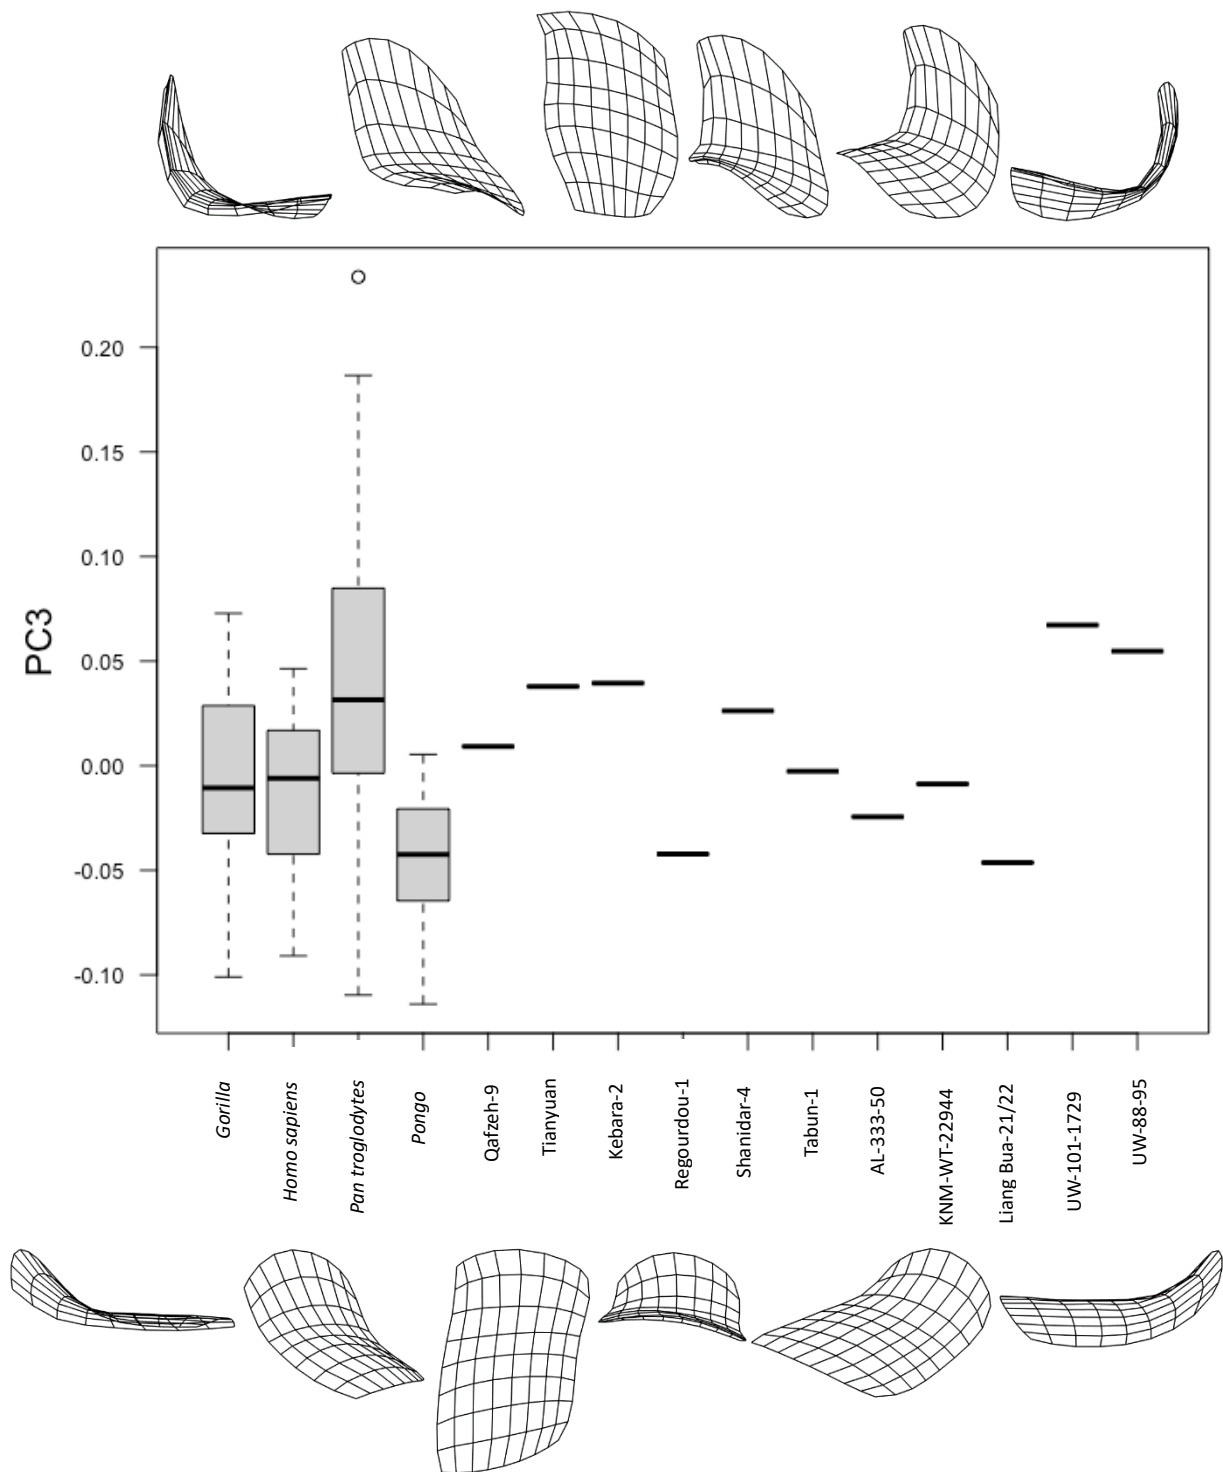 0.20
0.15
0.10
0.05
0.00
-0.05
-0.10
PC3
Gorilla
Homo sapiens
Pan troglodytes
Pongo
Qafzeh-9
Tianyuan
Kebara-2
Regourdou-1
Shanidar-4
Tabun-1
AL-333-50
KNM-WT-22944
Liang Bua-21/22
UW-101-1729
UW-88-95